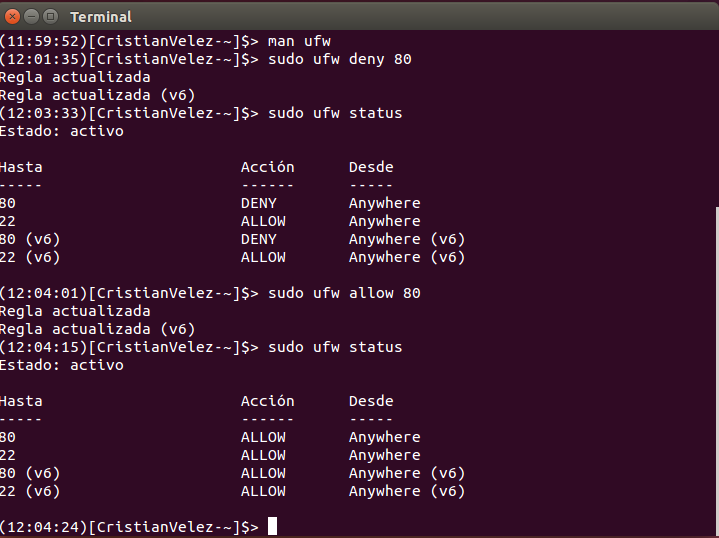 Terminal
(11:59:52)[CristianVelez-~]$> man ufw
(12:01:35)[CristianVelez-~]$> sudo ufw deny 80
Regla actualizada
Regla actualizada (v6)
(12:03:33)[CristianVelez-~]$> sudo ufw status
Estado: activo
Hasta                      Acción      Desde
-----                      ------      -----
80                         DENY        Anywhere
22                         ALLOW       Anywhere
80 (v6)                    DENY        Anywhere (v6)
22 (v6)                    ALLOW       Anywhere (v6)
(12:04:01)[CristianVelez-~]$> sudo ufw allow 80
Regla actualizada
Regla actualizada (v6)
(12:04:15)[CristianVelez-~]$> sudo ufw status
Estado: activo
Hasta                      Acción      Desde
-----                      ------      -----
80                         ALLOW       Anywhere
22                         ALLOW       Anywhere
80 (v6)                    ALLOW       Anywhere (v6)
22 (v6)                    ALLOW       Anywhere (v6)
(12:04:24)[CristianVelez-~]$>